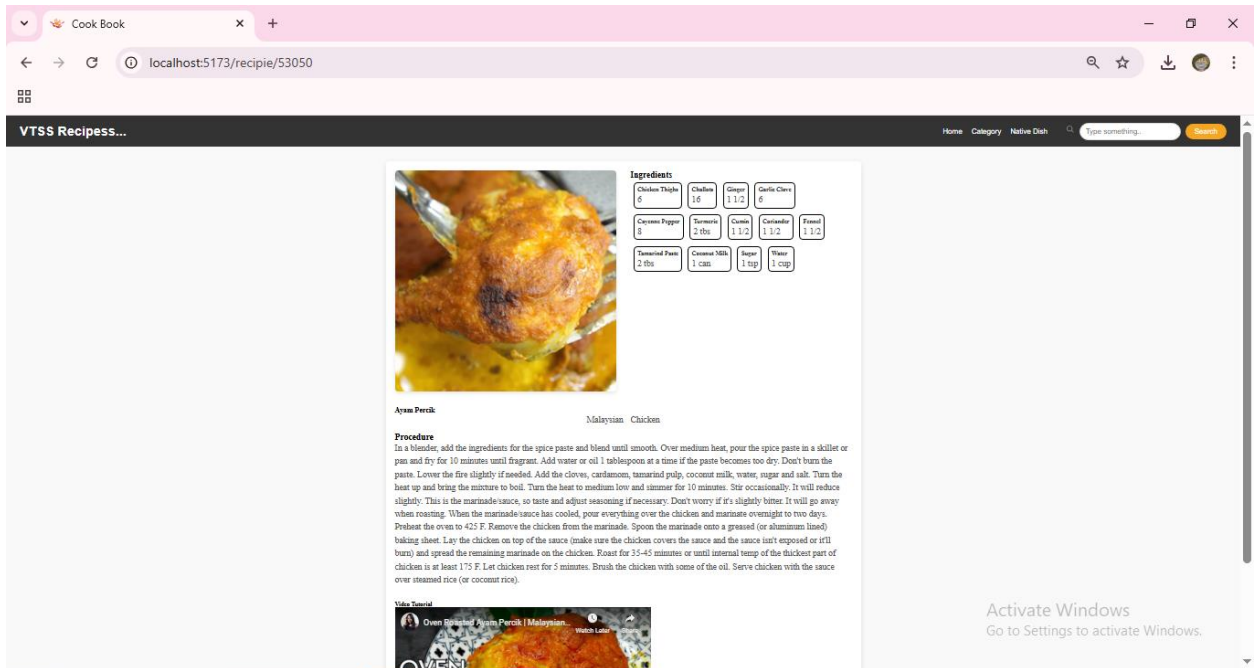 Cook Book
localhost:5173/recipie/53050
VTSS Recipess...
Home Category Native Dish Type something.. Search
Ingredients
Chicken Thighs Challots Ginger Garlic Clove
6 16 1 1/2 6
Cayenne Pepper Turmeric Cumin Coriander Fennel
8 2 tbs 1 1/2 1 1/2 1 1/2
Tamarind Paste Coconut Milk Sugar Water
2 tbs 1 can 1 tsp 1 cup
Ayam Percik
Malaysian Chicken
Procedure
In a blender, add the ingredients for the spice paste and blend until smooth. Over medium heat, pour the spice paste in a skillet or
pan and fry for 10 minutes until fragrant. Add water or oil 1 tablespoon at a time if the paste becomes too dry. Don't burn the
paste. Lower the fire slightly if needed. Add the cloves, cardamom, tamarind pulp, coconut milk, water, sugar and salt. Turn the
heat up and bring the mixture to boil. Turn the heat to medium low and simmer for 10 minutes. Stir occasionally. It will reduce
slightly. This is the marinade/sauce, so taste and adjust seasoning if necessary. Don't worry if it's slightly bitter. It will go away
when roasting. When the marinade/sauce has cooled, pour everything over the chicken and marinate overnight to two days.
Preheat the oven to 425 F. Remove the chicken from the marinade. Spoon the marinade onto a greased (or aluminum lined)
baking sheet. Lay the chicken on top of the sauce (make sure the chicken covers the sauce and the sauce isn't exposed or it'll
burn) and spread the remaining marinade on the chicken. Roast for 35-45 minutes or until internal temp of the thickest part of
chicken is at least 175 F. Let chicken rest for 5 minutes. Brush the chicken with some of the oil. Serve chicken with the sauce
over steamed rice (or coconut rice).
Video Tutorial
Oven Roasted Ayam Percik | Malaysian...
Watch Later Share
OVEN
Activate Windows
Go to Settings to activate Windows.